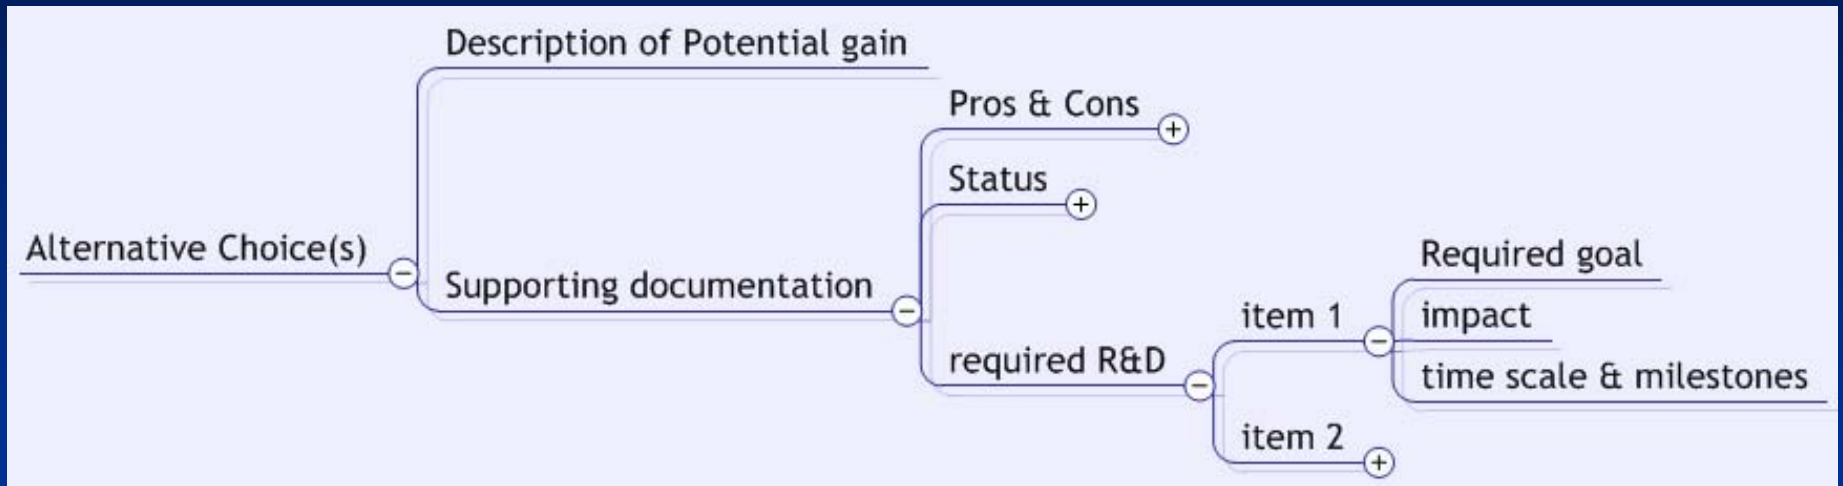 Description of Potential gain
Pros & Cons
Status
Alternative Choice(s)
Supporting documentation
Required goal
item 1
impact
required R&D
time scale & milestones
item 2